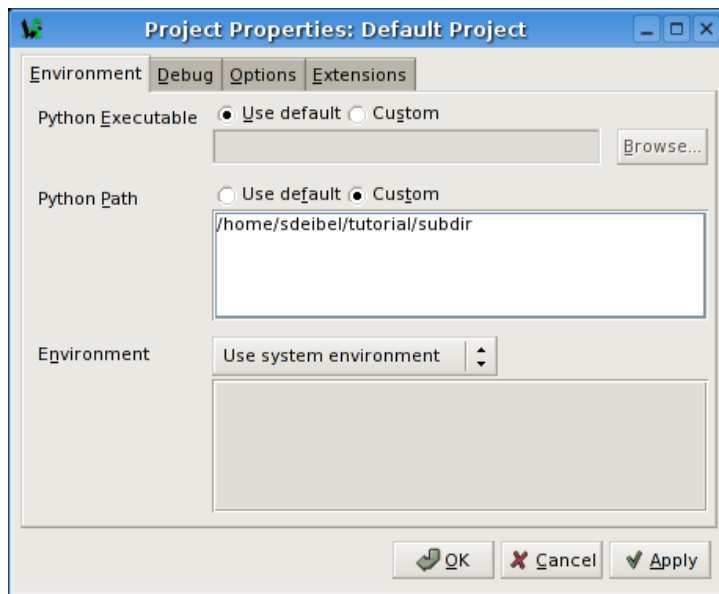 Project Properties: Default Project
Environment Debug Options Extensions
Python Executable Use default Custom
Browse...
Python Path Use default Custom
/home/sdeibel/tutorial/subdir
Environment Use system environment
OK Cancel Apply